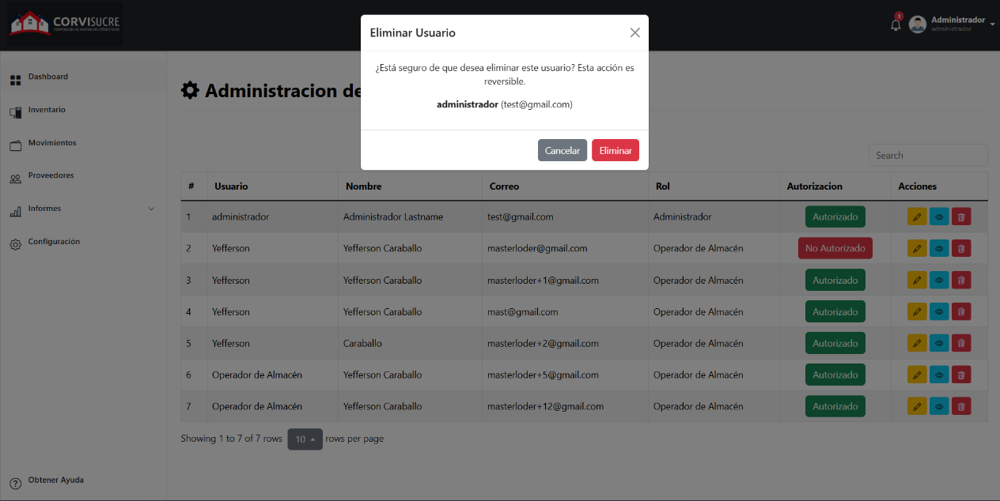 CORVISUCRE
1
Administrador
administrador
Eliminar Usuario
¿Está seguro de que desea eliminar este usuario? Esta acción es
reversible.
administrador (test@gmail.com)
Cancelar Eliminar
Dashboard
Inventario
Movimientos
Proveedores
Informes
Configuración
Obtener Ayuda
Administracion de
Search
# Usuario Nombre Correo Rol Autorizacion Acciones
1 administrador Administrador Lastname test@gmail.com Administrador Autorizado
2 Yefferson Yefferson Caraballo masterloder@gmail.com Operador de Almacén No Autorizado
3 Yefferson Yefferson Caraballo masterloder+1@gmail.com Operador de Almacén Autorizado
4 Yefferson Yefferson Caraballo mast@gmail.com Operador de Almacén Autorizado
5 Yefferson Caraballo masterloder+2@gmail.com Operador de Almacén Autorizado
6 Operador de Almacén Yefferson Caraballo masterloder+5@gmail.com Operador de Almacén Autorizado
7 Operador de Almacén Yefferson Caraballo masterloder+12@gmail.com Operador de Almacén Autorizado
Showing 1 to 7 of 7 rows 10 rows per page